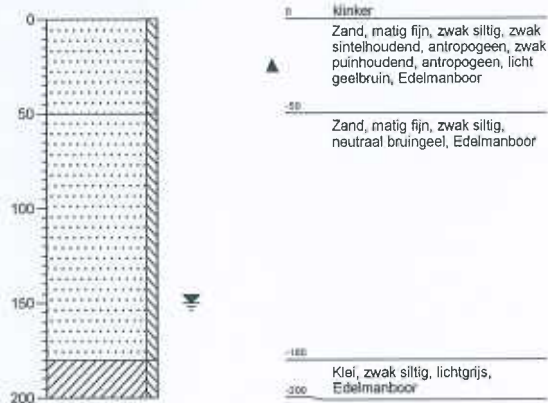 0
50
100
150
200
0 klinker
Zand, matig fijn, zwak siltig, zwak
sintelhoudend, antropogeen, zwak
puinhoudend, antropogeen, licht
geelbruin, Edelmanboor
-50
Zand, matig fijn, zwak siltig,
neutraal bruingeel, Edelmanboor
-180
Klei, zwak siltig, lichtgrijs,
Edelmanboor
-200